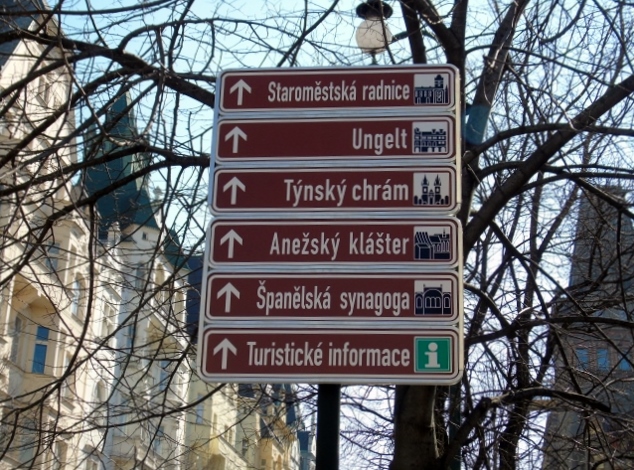 Staroměstská radnice
Ungelt
Týnský chrám
Anežský klášter
Španělská synagoga
Turistické informace